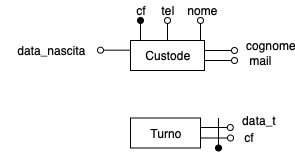 cf tel nome
data_nascita
Custode
cognome
mail
Turno
data_t
cf